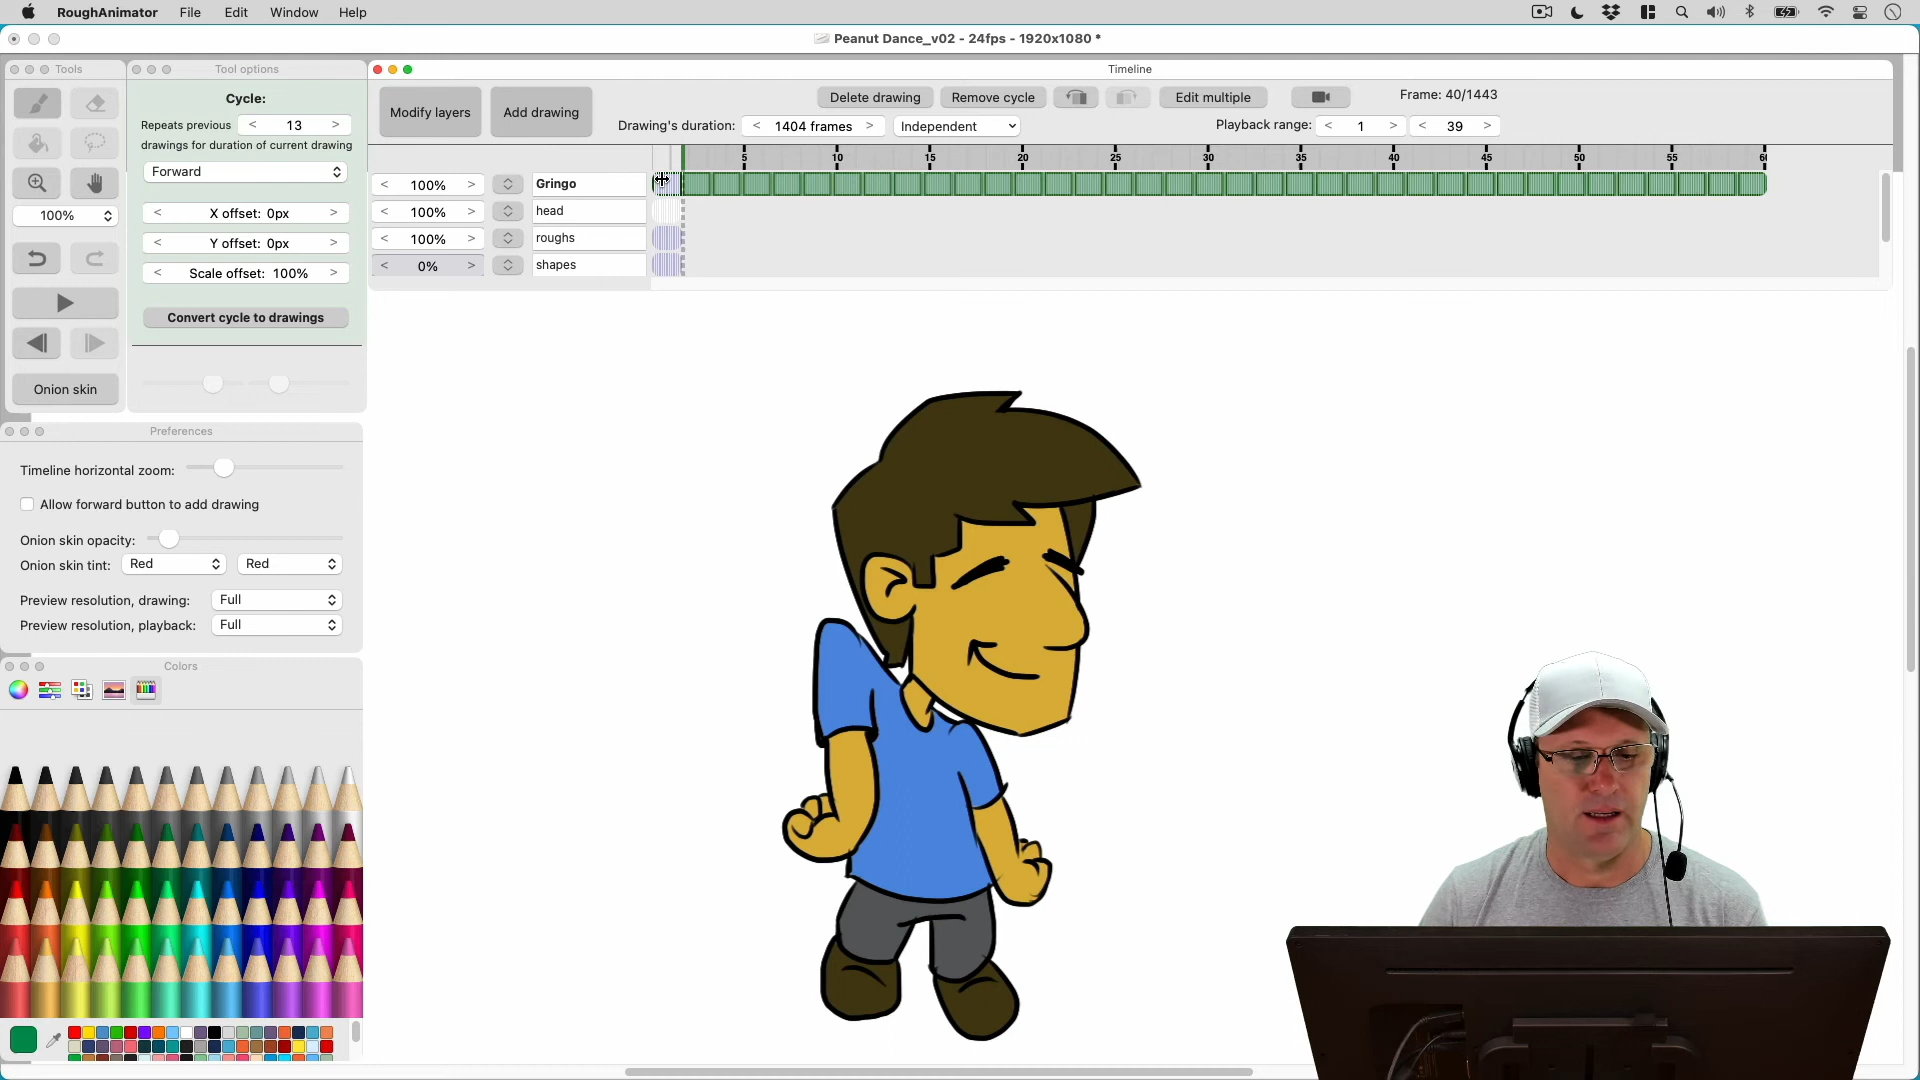 RoughAnimator File Edit Window Help
Peanut Dance_v02 - 24fps - 1920x1080 *
Tools
Tool options
Timeline
Cycle:
Repeats previous < 13 >
drawings for duration of current drawing
Forward
< X offset: 0px >
< Y offset: 0px >
< Scale offset: 100% >
Convert cycle to drawings
100%
Onion skin
Modify layers
Add drawing
Delete drawing
Remove cycle
Edit multiple
Frame: 40/1443
Drawing's duration: < 1404 frames >
Independent
Playback range: < 1 > < 39 >
5 10 15 20 25 30 35 40 45 50 55
< 100% > Gringo
< 100% > head
< 100% > roughs
< 0% > shapes
Preferences
Timeline horizontal zoom:
Allow forward button to add drawing
Onion skin opacity:
Onion skin tint: Red Red
Preview resolution, drawing: Full
Preview resolution, playback: Full
Colors